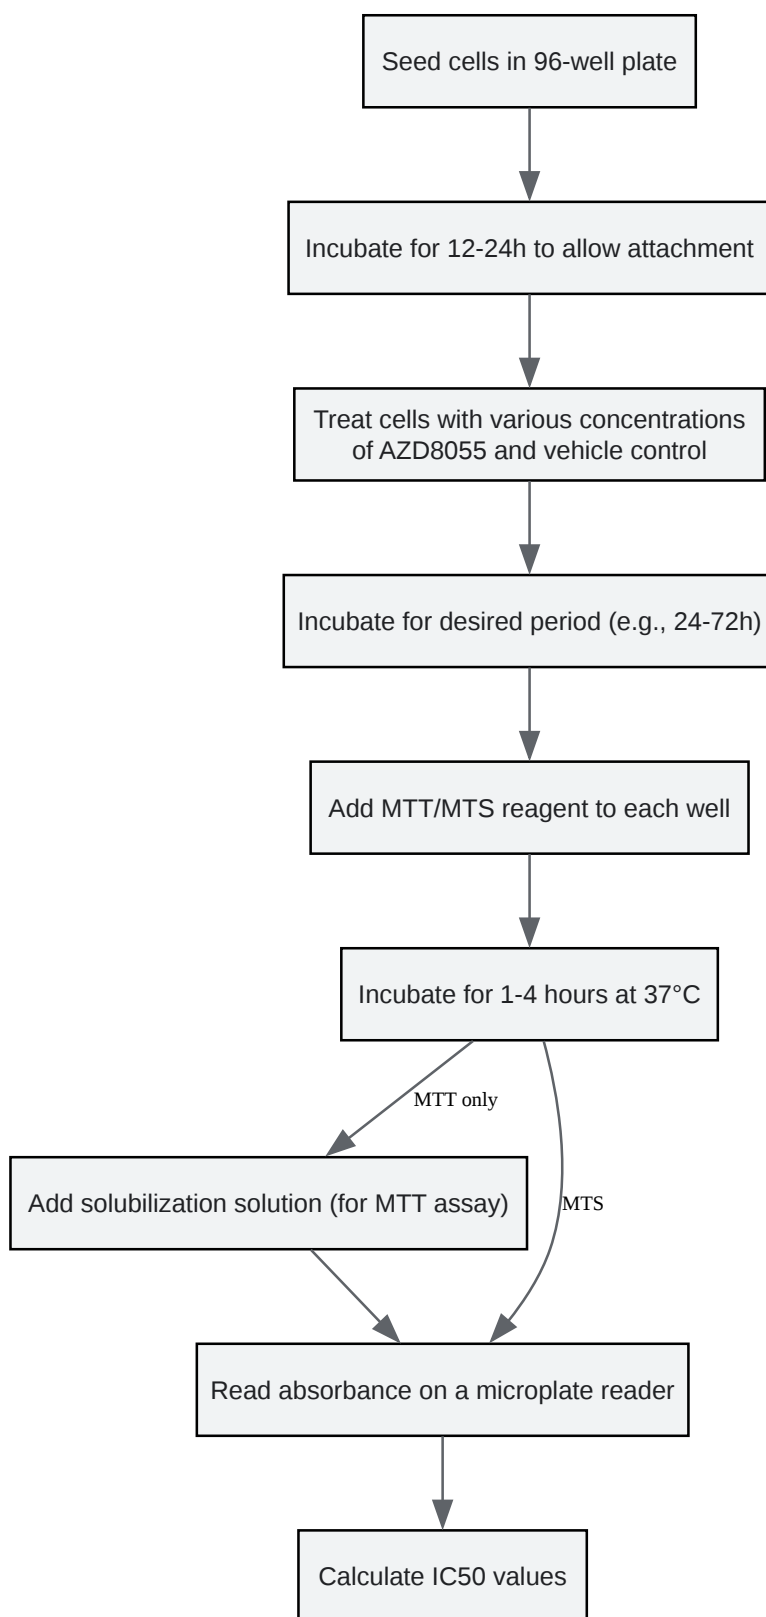 Seed cells in 96-well plate
Incubate for 12-24h to allow attachment
Treat cells with various concentrations
of AZD8055 and vehicle control
Incubate for desired period (e.g., 24-72h)
Add MTT/MTS reagent to each well
Incubate for 1-4 hours at 37°C
MTT only
Add solubilization solution (for MTT assay)
MTS
Read absorbance on a microplate reader
Calculate IC50 values